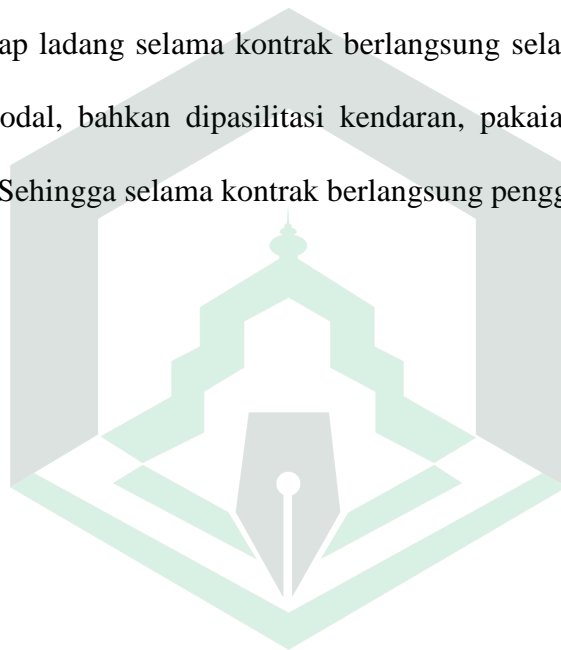 ap ladang selama kontrak berlangsung sela
odal, bahkan dipasilitasi kendaran, pakaia
Sehingga selama kontrak berlangsung pengg